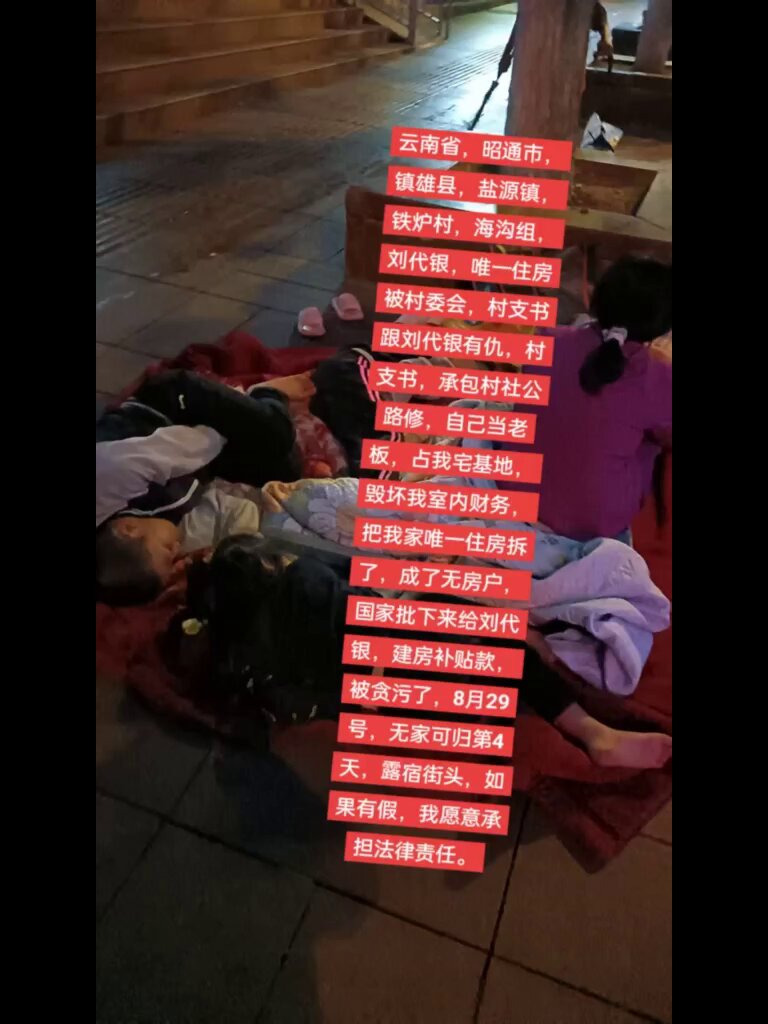 云南省，昭通市，
镇雄县，盐源镇，
铁炉村，海沟组，
刘代银，唯一住房
被村委会，村支书
跟刘代银有仇，村
支书，承包村社公
路修，自己当老
板，占我宅基地，
毁坏我室内财务，
把我家唯一住房拆
了，成了无房户，
国家批下来给刘代
银，建房补贴款，
被贪污了，8月29
号，无家可归第4
天，露宿街头，如
果有假，我愿意承
担法律责任。